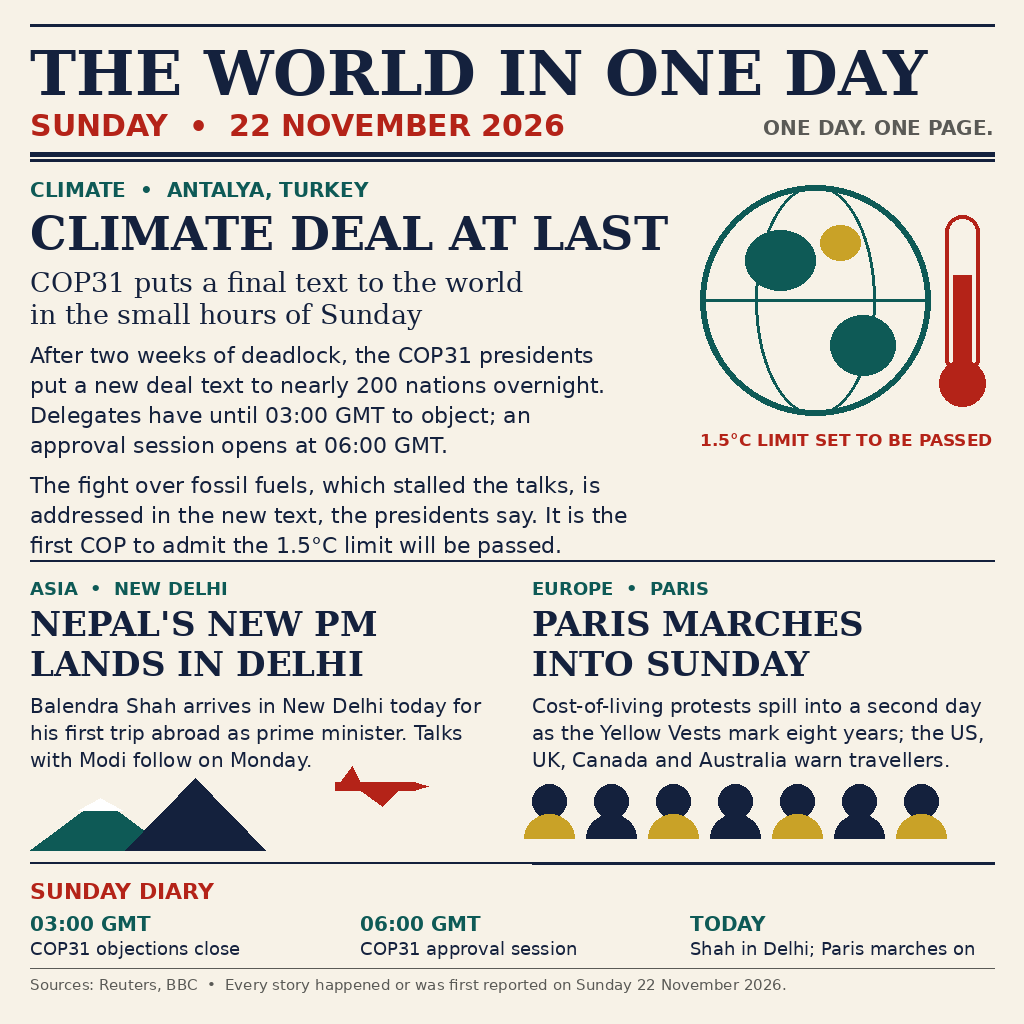 THE WORLD IN ONE DAY
SUNDAY • 22 NOVEMBER 2026
ONE DAY. ONE PAGE.
CLIMATE • ANTALYA, TURKEY
CLIMATE DEAL AT LAST
COP31 puts a final text to the world
in the small hours of Sunday
After two weeks of deadlock, the COP31 presidents
put a new deal text to nearly 200 nations overnight.
Delegates have until 03:00 GMT to object; an
approval session opens at 06:00 GMT.
The fight over fossil fuels, which stalled the talks, is
addressed in the new text, the presidents say. It is the
first COP to admit the 1.5°C limit will be passed.
1.5°C LIMIT SET TO BE PASSED
ASIA • NEW DELHI
NEPAL'S NEW PM
LANDS IN DELHI
Balendra Shah arrives in New Delhi today for
his first trip abroad as prime minister. Talks
with Modi follow on Monday.
EUROPE • PARIS
PARIS MARCHES
INTO SUNDAY
Cost-of-living protests spill into a second day
as the Yellow Vests mark eight years; the US,
UK, Canada and Australia warn travellers.
SUNDAY DIARY
03:00 GMT
COP31 objections close
06:00 GMT
COP31 approval session
TODAY
Shah in Delhi; Paris marches on
Sources: Reuters, BBC • Every story happened or was first reported on Sunday 22 November 2026.